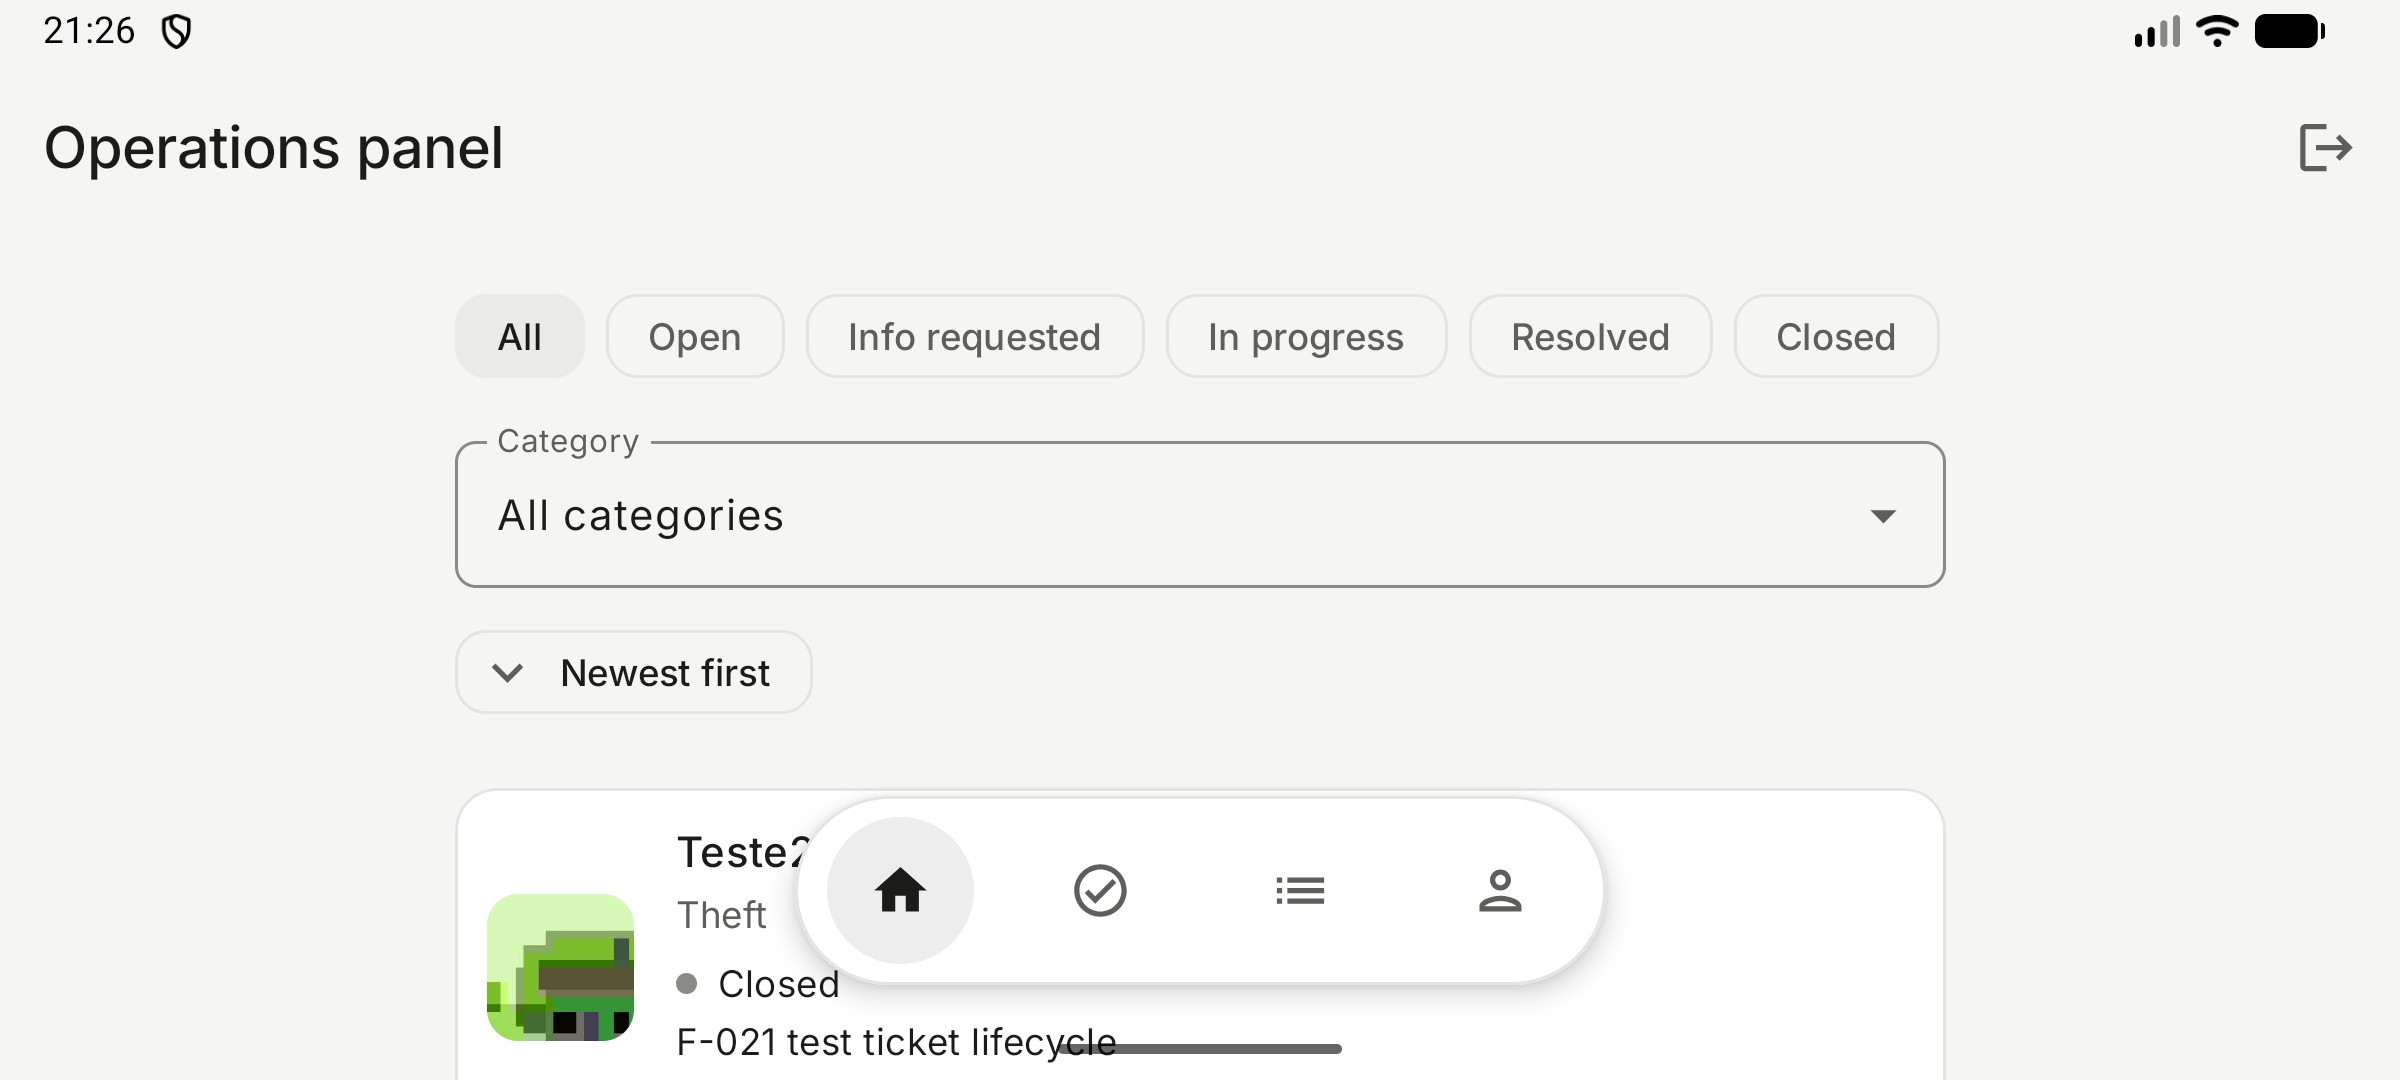 21:26
Operations panel
All Open Info requested In progress Resolved Closed
Category
All categories
Newest first
Teste2
Theft
Closed
F-021 test ticket lifecycle